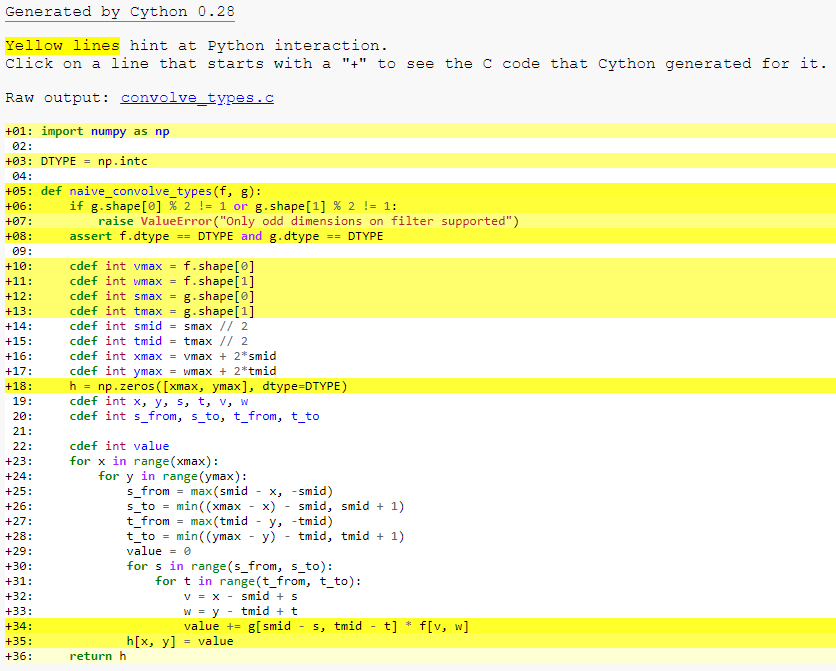 Generated by Cython 0.28
Yellow lines hint at Python interaction.
Click on a line that starts with a "+" to see the C code that Cython generated for it.
Raw output: convolve_types.c
+01: import numpy as np
 02:
+03: DTYPE = np.intc
 04:
+05: def naive_convolve_types(f, g):
+06:     if g.shape[0] % 2 != 1 or g.shape[1] % 2 != 1:
+07:         raise ValueError("Only odd dimensions on filter supported")
+08:     assert f.dtype == DTYPE and g.dtype == DTYPE
 09:
+10:     cdef int vmax = f.shape[0]
+11:     cdef int wmax = f.shape[1]
+12:     cdef int smax = g.shape[0]
+13:     cdef int tmax = g.shape[1]
+14:     cdef int smid = smax // 2
+15:     cdef int tmid = tmax // 2
+16:     cdef int xmax = vmax + 2*smid
+17:     cdef int ymax = wmax + 2*tmid
+18:     h = np.zeros([xmax, ymax], dtype=DTYPE)
 19:     cdef int x, y, s, t, v, w
 20:     cdef int s_from, s_to, t_from, t_to
 21:
 22:     cdef int value
+23:     for x in range(xmax):
+24:         for y in range(ymax):
+25:             s_from = max(smid - x, -smid)
+26:             s_to = min((xmax - x) - smid, smid + 1)
+27:             t_from = max(tmid - y, -tmid)
+28:             t_to = min((ymax - y) - tmid, tmid + 1)
+29:             value = 0
+30:             for s in range(s_from, s_to):
+31:                 for t in range(t_from, t_to):
+32:                     v = x - smid + s
+33:                     w = y - tmid + t
+34:                     value += g[smid - s, tmid - t] * f[v, w]
+35:             h[x, y] = value
+36:     return h